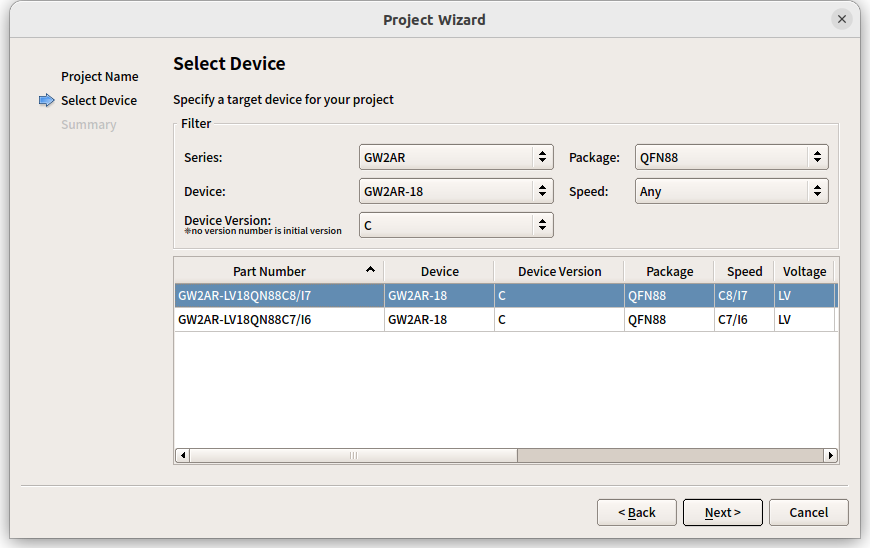 Project Wizard
Project Name
Select Device
Summary
Select Device
Specify a target device for your project
Filter
Series: GW2AR Package: QFN88
Device: GW2AR-18 Speed: Any
Device Version: C
※no version number is initial version
Part Number Device Device Version Package Speed Voltage
GW2AR-LV18QN88C8/I7 GW2AR-18 C QFN88 C8/I7 LV
GW2AR-LV18QN88C7/I6 GW2AR-18 C QFN88 C7/I6 LV
< Back Next > Cancel